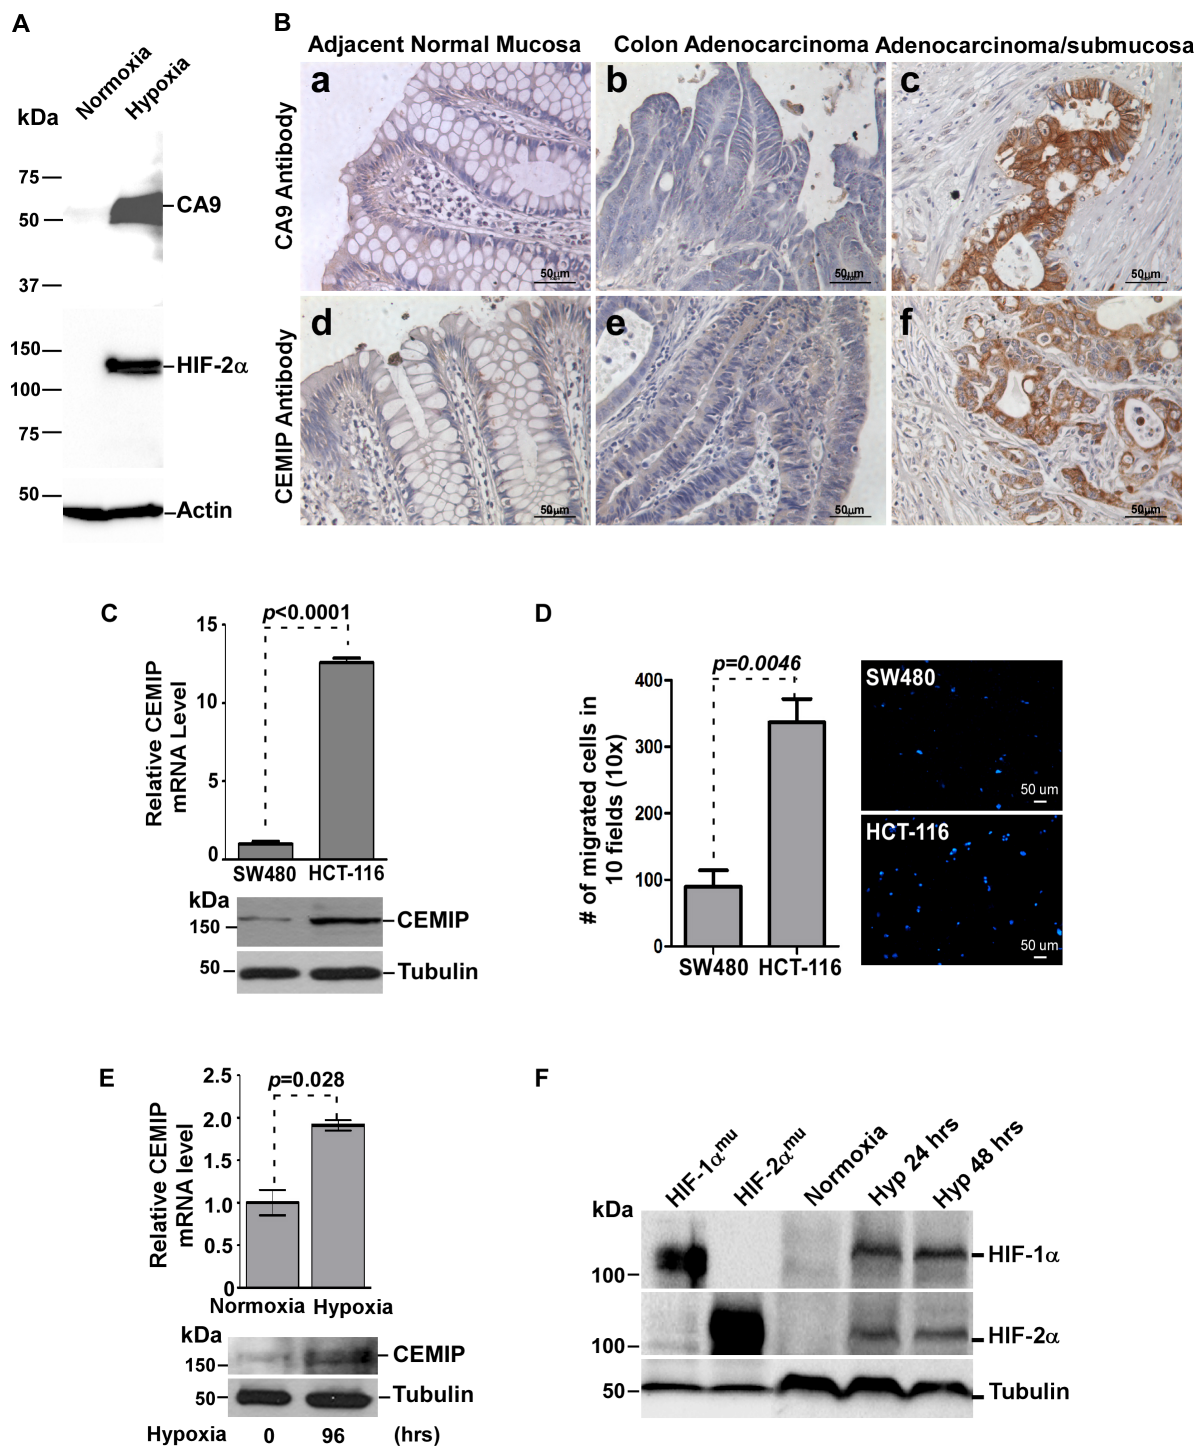 A
Normoxia
Hypoxia
kDa
75
50
37
CA9
150
100
75
HIF-2α
50
Actin
B
Adjacent Normal Mucosa
Colon Adenocarcinoma
Adenocarcinoma/submucosa
CA9 Antibody
a
50µm
b
50µm
c
50µm
CEMIP Antibody
d
50µm
e
50µm
f
50µm
C
p<0.0001
Relative CEMIP
mRNA Level
15
10
5
0
SW480
HCT-116
kDa
150
CEMIP
50
Tubulin
D
p=0.0046
# of migrated cells in
10 fields (10x)
400
300
200
100
0
SW480
HCT-116
SW480
50 um
HCT-116
50 um
E
p=0.028
Relative CEMIP
mRNA level
2.5
2.0
1.5
1.0
0.5
0
Normoxia
Hypoxia
kDa
150
CEMIP
50
Tubulin
Hypoxia 0 96 (hrs)
F
HIF-1αmu
HIF-2αmu
Normoxia
Hyp 24 hrs
Hyp 48 hrs
kDa
100
HIF-1α
100
HIF-2α
50
Tubulin